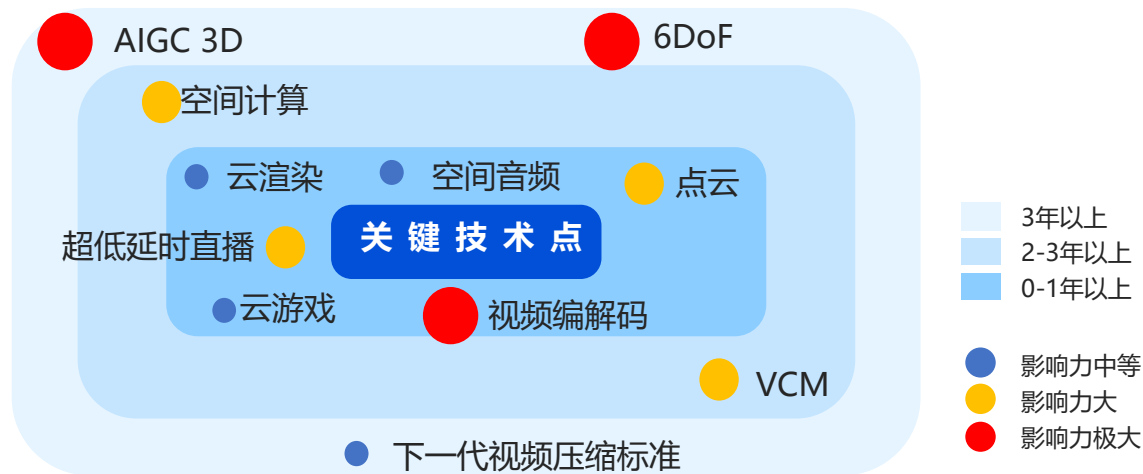 AIGC 3D
6DoF
空间计算
云渲染
空间音频
点云
超低延时直播
关键技术点
云游戏
视频编解码
VCM
下一代视频压缩标准
3年以上
2-3年以上
0-1年以上
影响力中等
影响力大
影响力极大